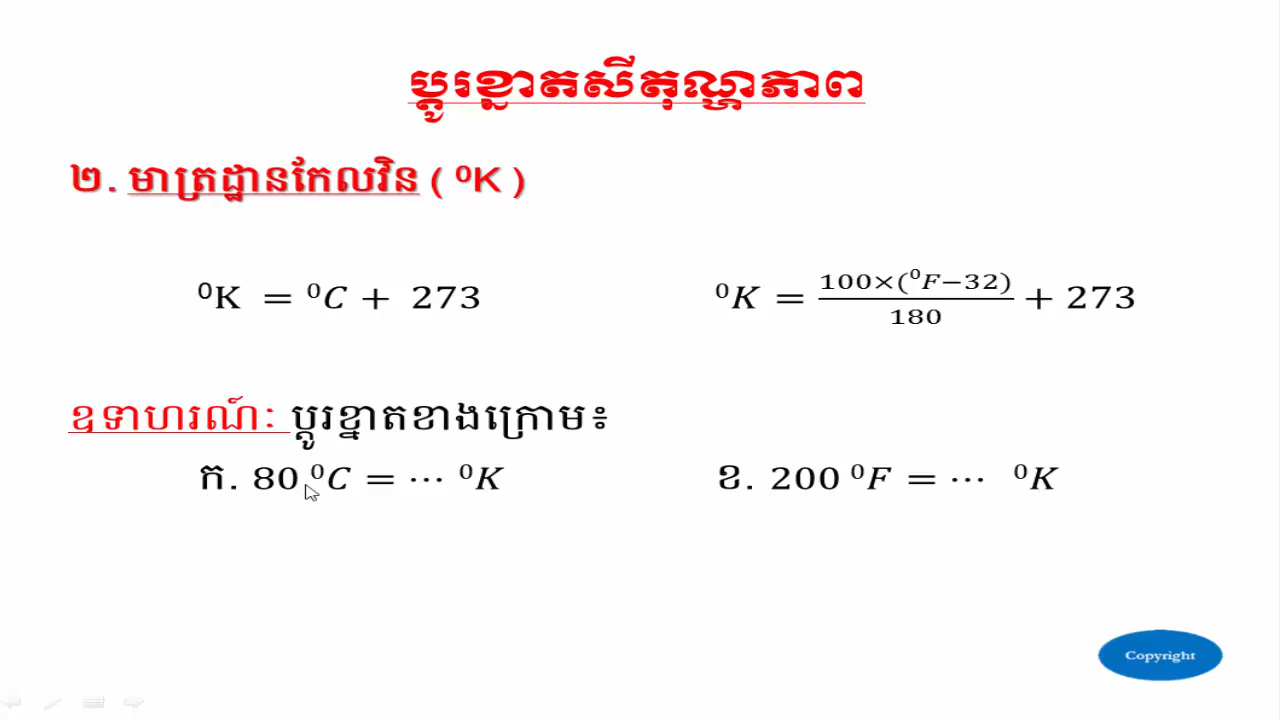 ប្ដូរខ្នាតសីតុណ្ហភាព
២. មាត្រដ្ឋានកែលវិន ( ⁰K )
⁰K = ⁰C + 273
⁰K = 100×(⁰F−32)/180 + 273
ឧទាហរណ៍ៈ ប្ដូរខ្នាតខាងក្រោម៖
ក. 80 ⁰C = ⋯ ⁰K
ខ. 200 ⁰F = ⋯ ⁰K
Copyright